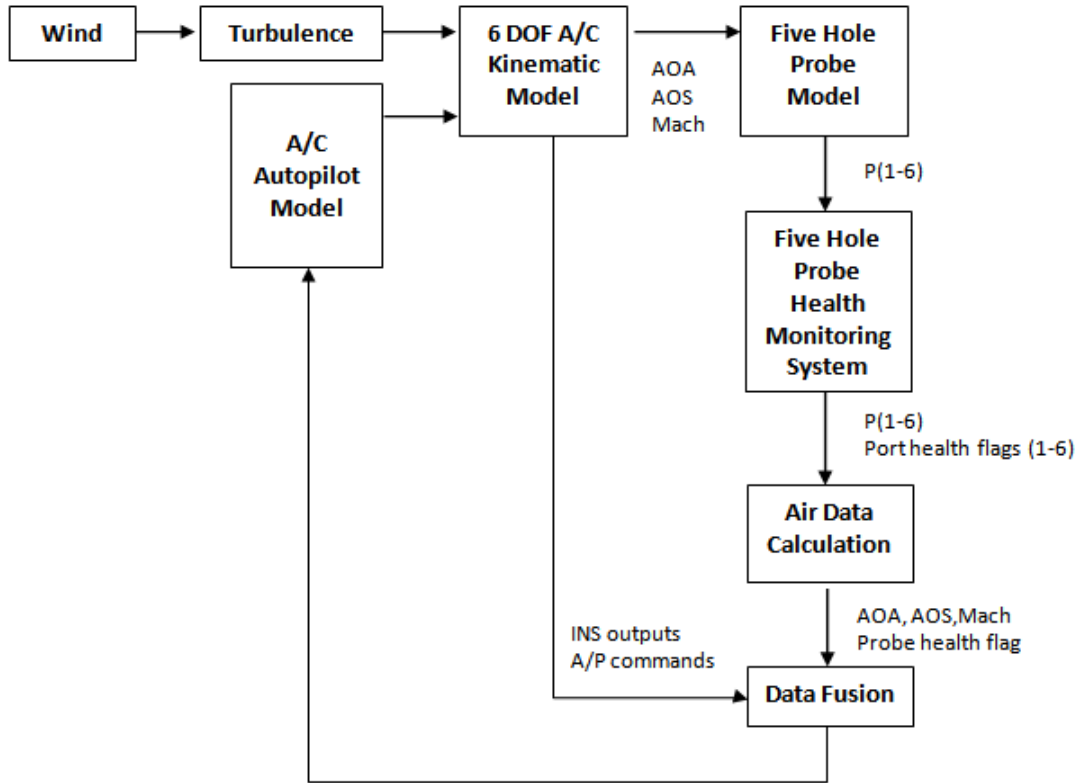 Wind
Turbulence
6 DOF A/C
Kinematic
Model
AOA
AOS
Mach
Five Hole
Probe
Model
A/C
Autopilot
Model
P(1-6)
Five Hole
Probe
Health
Monitoring
System
P(1-6)
Port health flags (1-6)
Air Data
Calculation
AOA, AOS,Mach
Probe health flag
INS outputs
A/P commands
Data Fusion